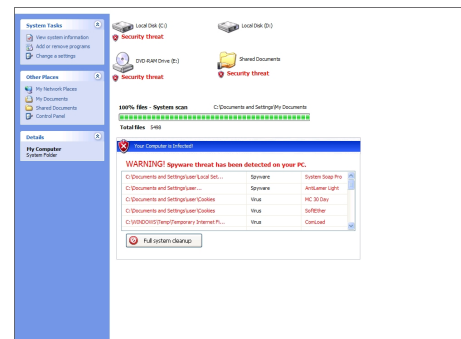 System Tasks
View system information
Add or remove programs
Change a settings
Other Places
My Network Places
My Documents
Shared Documents
Control Panel
Details
My Computer
System Folder
Local Disk (C:)
Security threat
Local Disk (D:)
DVD-RAM Drive (E:)
Security threat
Shared Documents
Security threat
100% files - System scan C:\Documents and Settings\My Documents
Total files 5498
Your Computer is Infected!
WARNING! Spyware threat has been detected on your PC.
C:\Documents and Settings\user\Local Set... Spyware System Soap Pro
C:\Documents and Settings\user... Spyware AntiLamer Light
C:\Documents and Settings\user\Cookies Virus MC 30 Day
C:\Documents and Settings\user\Cookies Virus SoftEther
C:\WINDOWS\Temp\Temporary Internet Fi... Virus ComLoad
Full system cleanup